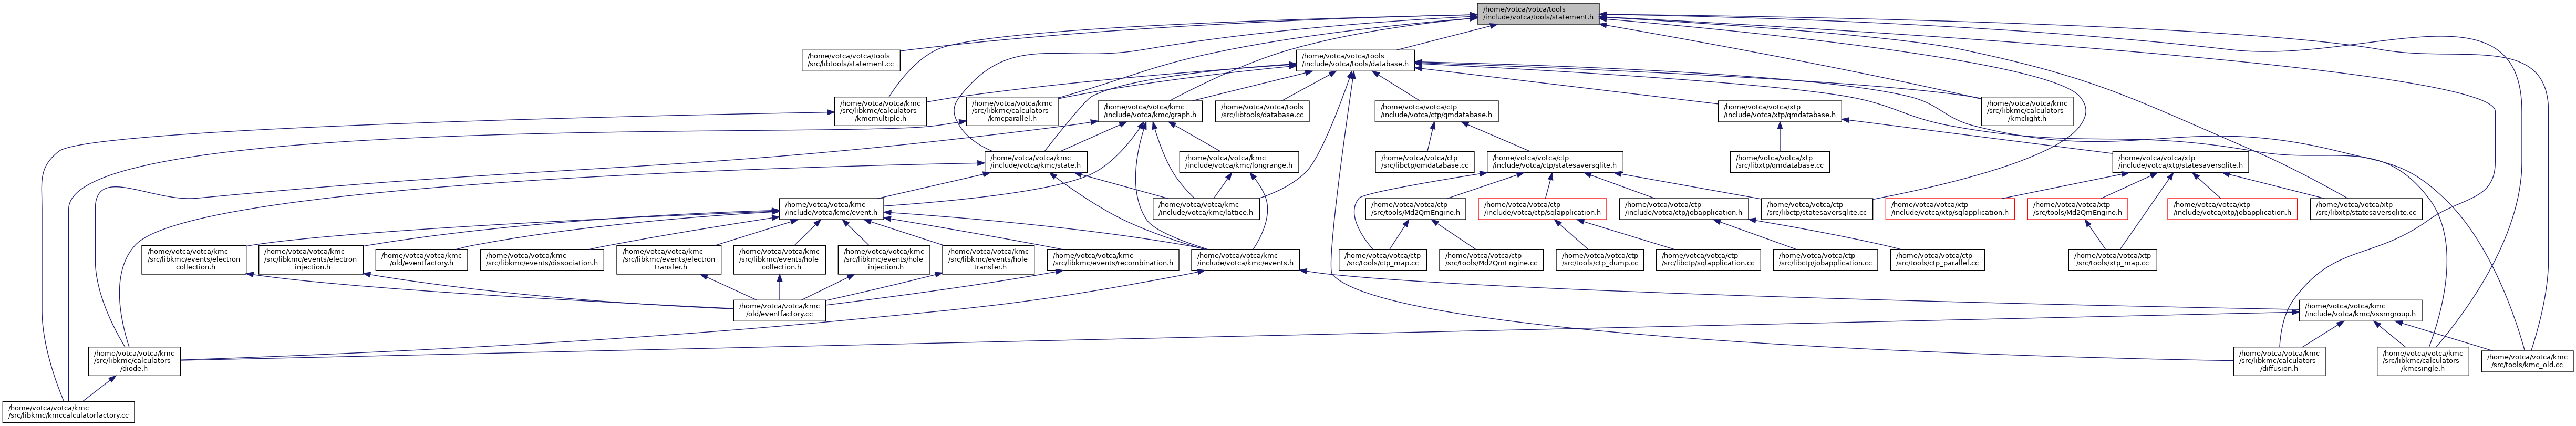 /home/votca/votca/tools
/include/votca/tools/statement.h
/home/votca/votca/tools
/src/libtools/statement.cc
/home/votca/votca/tools
/include/votca/tools/database.h
/home/votca/votca/kmc
/src/libkmc/calculators
/kmcmultiple.h
/home/votca/votca/kmc
/src/libkmc/calculators
/kmcparallel.h
/home/votca/votca/kmc
/include/votca/kmc/graph.h
/home/votca/votca/tools
/src/libtools/database.cc
/home/votca/votca/ctp
/include/votca/ctp/qmdatabase.h
/home/votca/votca/xtp
/include/votca/xtp/qmdatabase.h
/home/votca/votca/kmc
/src/libkmc/calculators
/kmclight.h
/home/votca/votca/kmc
/include/votca/kmc/state.h
/home/votca/votca/kmc
/include/votca/kmc/longrange.h
/home/votca/votca/ctp
/src/libctp/qmdatabase.cc
/home/votca/votca/ctp
/include/votca/ctp/statesaversqlite.h
/home/votca/votca/xtp
/src/libxtp/qmdatabase.cc
/home/votca/votca/xtp
/include/votca/xtp/statesaversqlite.h
/home/votca/votca/kmc
/include/votca/kmc/event.h
/home/votca/votca/kmc
/include/votca/kmc/lattice.h
/home/votca/votca/ctp
/src/tools/Md2QmEngine.h
/home/votca/votca/ctp
/include/votca/ctp/sqlapplication.h
/home/votca/votca/ctp
/include/votca/ctp/jobapplication.h
/home/votca/votca/ctp
/src/libctp/statesaversqlite.cc
/home/votca/votca/xtp
/include/votca/xtp/sqlapplication.h
/home/votca/votca/xtp
/src/tools/Md2QmEngine.h
/home/votca/votca/xtp
/include/votca/xtp/jobapplication.h
/home/votca/votca/xtp
/src/libxtp/statesaversqlite.cc
/home/votca/votca/kmc
/src/libkmc/events/electron
_collection.h
/home/votca/votca/kmc
/src/libkmc/events/electron
_injection.h
/home/votca/votca/kmc
/old/eventfactory.h
/home/votca/votca/kmc
/src/libkmc/events/dissociation.h
/home/votca/votca/kmc
/src/libkmc/events/electron
_transfer.h
/home/votca/votca/kmc
/src/libkmc/events/hole
_collection.h
/home/votca/votca/kmc
/src/libkmc/events/hole
_injection.h
/home/votca/votca/kmc
/src/libkmc/events/hole
_transfer.h
/home/votca/votca/kmc
/src/libkmc/events/recombination.h
/home/votca/votca/kmc
/include/votca/kmc/events.h
/home/votca/votca/ctp
/src/tools/ctp_map.cc
/home/votca/votca/ctp
/src/tools/Md2QmEngine.cc
/home/votca/votca/ctp
/src/tools/ctp_dump.cc
/home/votca/votca/ctp
/src/libctp/sqlapplication.cc
/home/votca/votca/ctp
/src/libctp/jobapplication.cc
/home/votca/votca/ctp
/src/tools/ctp_parallel.cc
/home/votca/votca/xtp
/src/tools/xtp_map.cc
/home/votca/votca/kmc
/old/eventfactory.cc
/home/votca/votca/kmc
/include/votca/kmc/vssmgroup.h
/home/votca/votca/kmc
/src/libkmc/calculators
/diode.h
/home/votca/votca/kmc
/src/libkmc/calculators
/diffusion.h
/home/votca/votca/kmc
/src/libkmc/calculators
/kmcsingle.h
/home/votca/votca/kmc
/src/tools/kmc_old.cc
/home/votca/votca/kmc
/src/libkmc/kmccalculatorfactory.cc